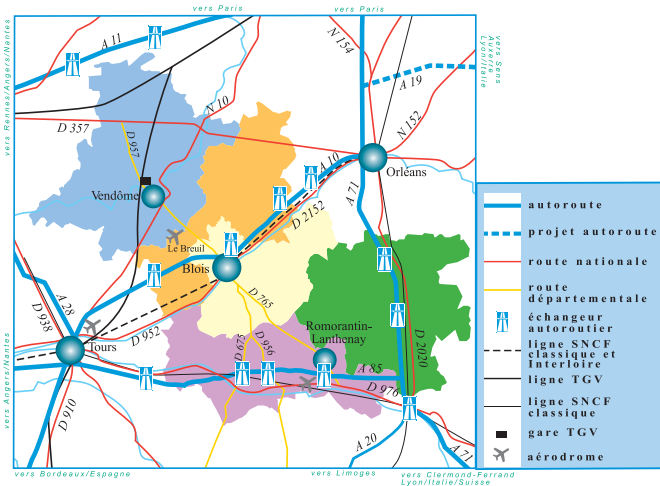 vers Paris
vers Paris
vers Rennes/Angers/Nantes
A 11
N 154
vers Sens
Auxerre
Lyon/Italie
A 19
N 10
N 152
D 357
D 957
A 10
Orléans
Vendôme
A 71
D 2152
Le Breuil
Blois
D 765
A 28
D 938
D 952
Romorantin-
Lanthenay
D 675
D 956
D 2020
Tours
A 85
D 976
vers Angers/Nantes
D 910
A 20
A 71
vers Bordeaux/Espagne
vers Limoges
vers Clermont-Ferrand
Lyon/Italie/Suisse
autoroute
projet autoroute
route nationale
route
départementale
échangeur
autoroutier
ligne SNCF
classique et
Interloire
ligne TGV
ligne SNCF
classique
gare TGV
aérodrome